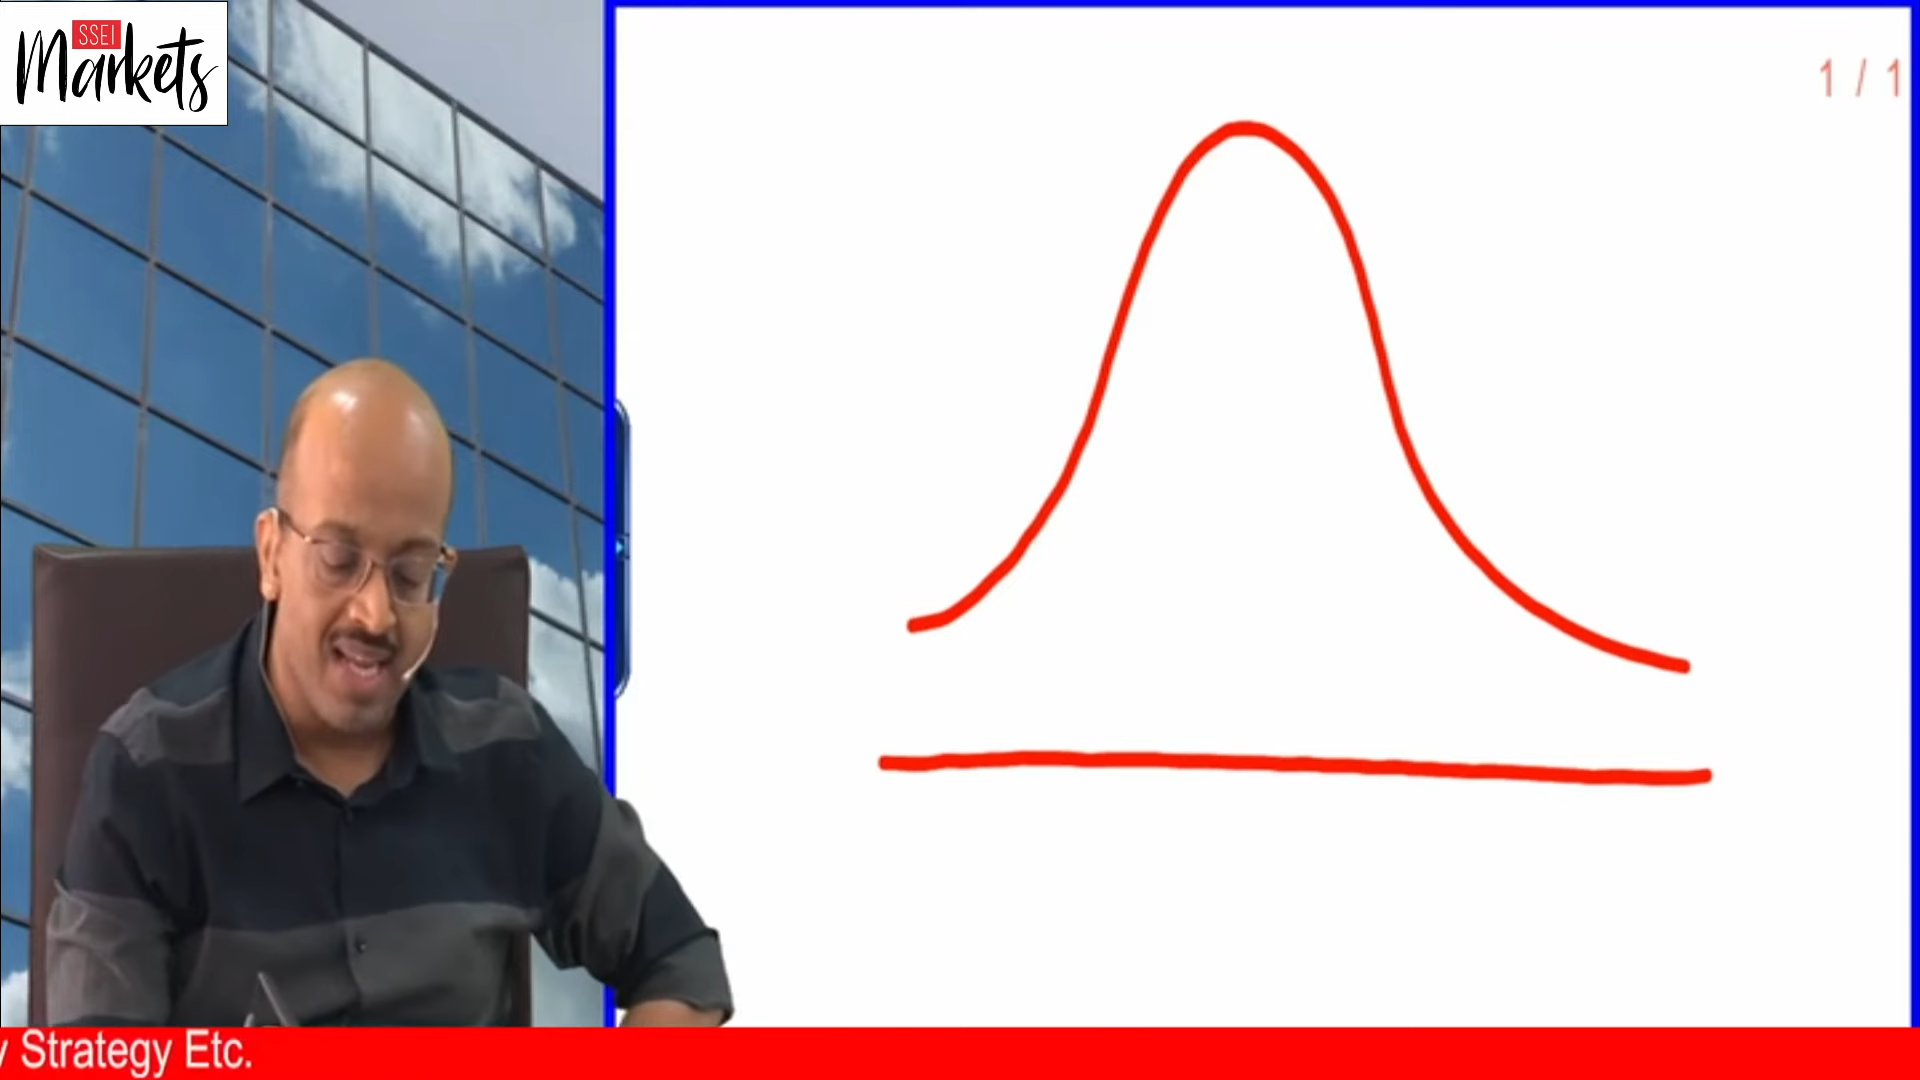 SSEI
Markets
1 / 1
Strategy Etc.